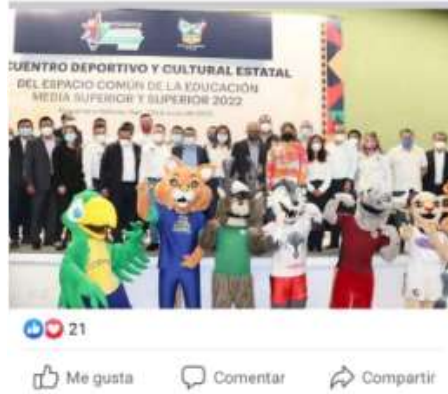 CUENTRO DEPORTIVO Y CULTURAL ESTATAL
DEL ESPACIO COMÚN DE LA EDUCACIÓN
MEDIA SUPERIOR Y SUPERIOR 2022
21
Me gusta
Comentar
Compartir